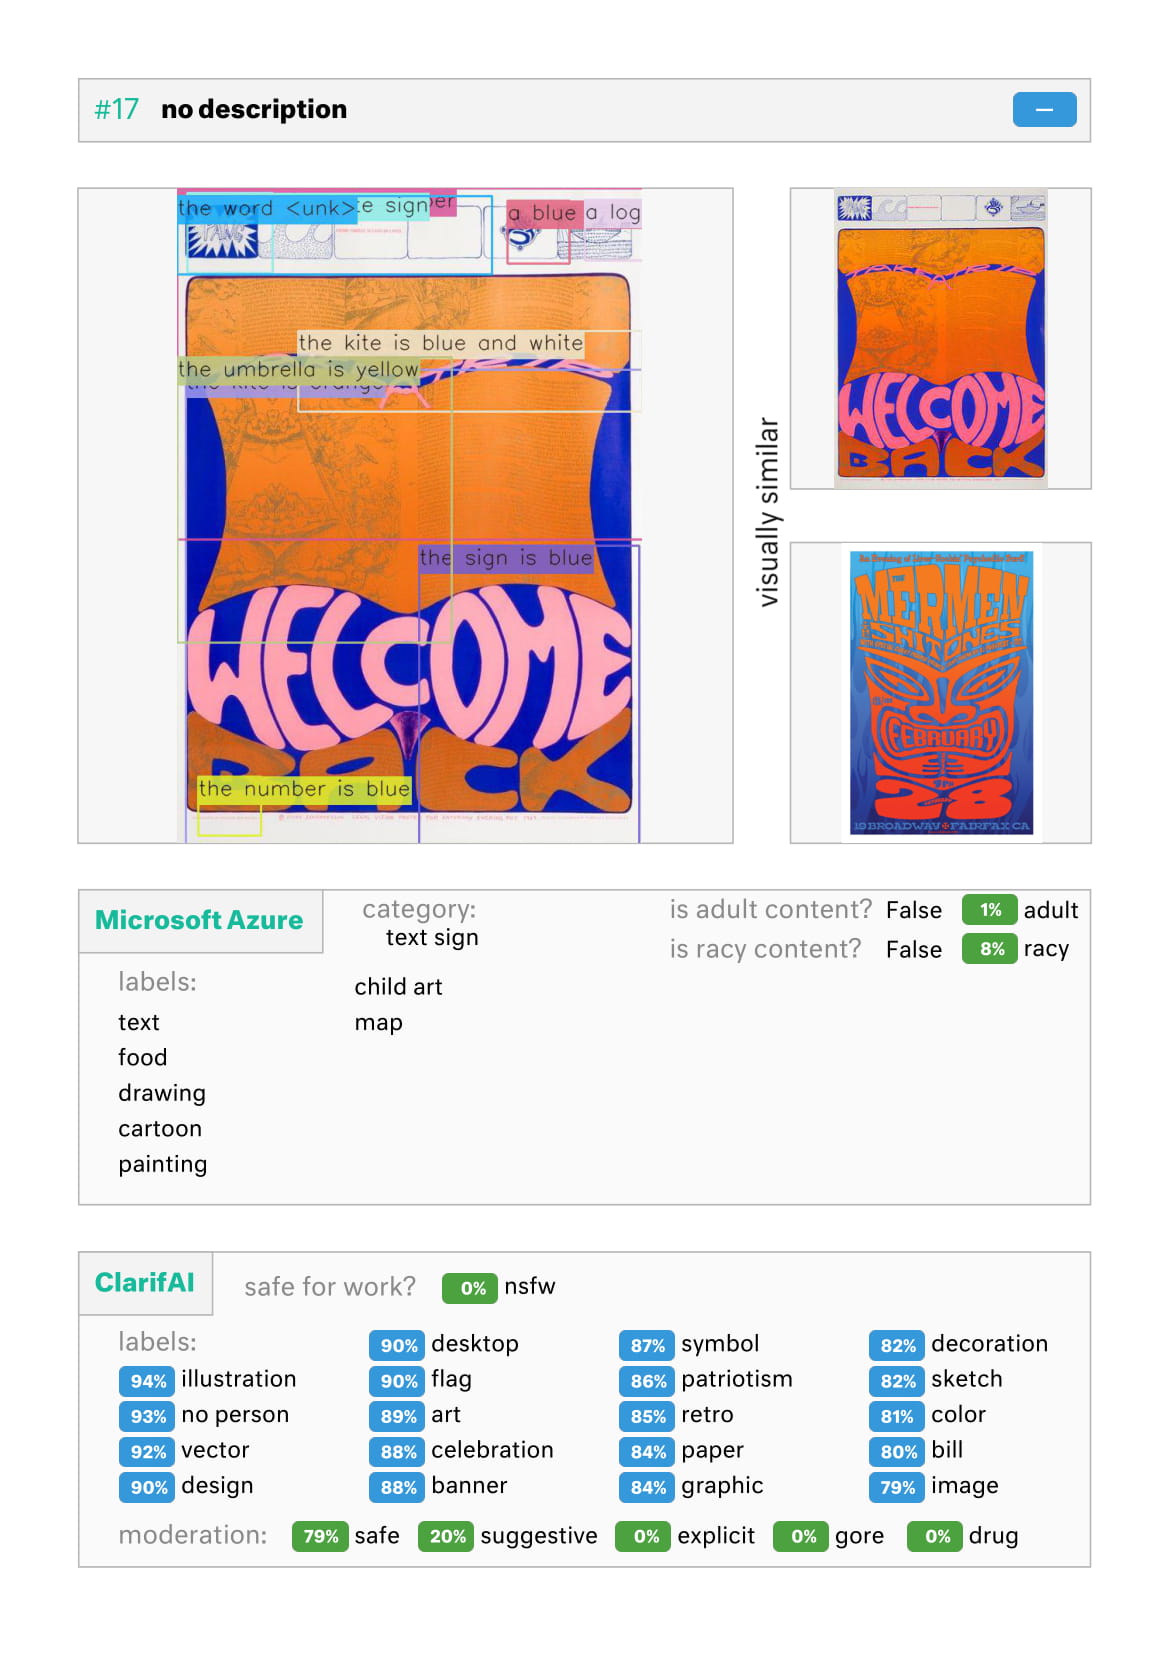 #17 no description
—
the word <unk>
te sign
er
a blue
a log
the kite is blue and white
the umbrella is yellow
the kite is orange
the sign is blue
WELCOME
BACK
the number is blue
visually similar
WELCOME
BACK
THE
MERMEN
SHITONES
FEBRUARY
28
19 BROADWAY FAIRFAX CA
Microsoft Azure
category:
text sign
is adult content? False 1% adult
is racy content? False 8% racy
labels:
text
food
drawing
cartoon
painting
child art
map
ClarifAI
safe for work? 0% nsfw
labels:
94% illustration
93% no person
92% vector
90% design
90% desktop
90% flag
89% art
88% celebration
88% banner
87% symbol
86% patriotism
85% retro
84% paper
84% graphic
82% decoration
82% sketch
81% color
80% bill
79% image
moderation: 79% safe 20% suggestive 0% explicit 0% gore 0% drug